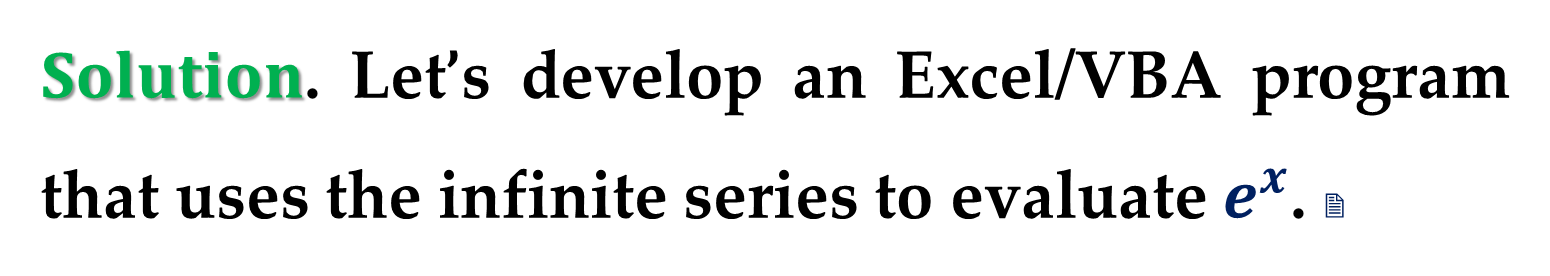 Solution. Let’s develop an Excel/VBA program
that uses the infinite series to evaluate eˣ.